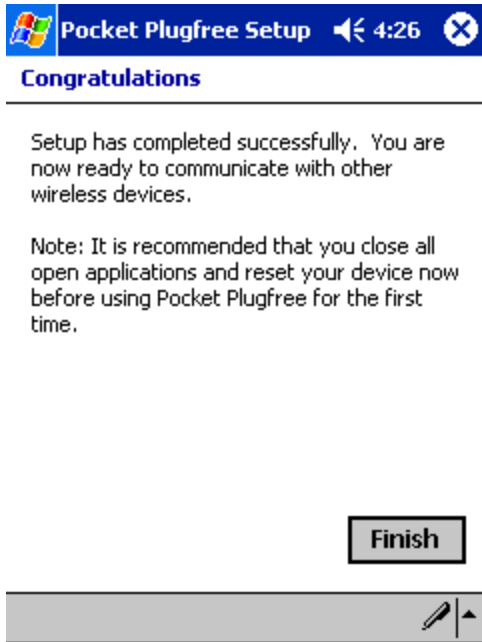 Pocket Plugfree Setup 4:26
Congratulations
Setup has completed successfully. You are
now ready to communicate with other
wireless devices.
Note: It is recommended that you close all
open applications and reset your device now
before using Pocket Plugfree for the first
time.
Finish